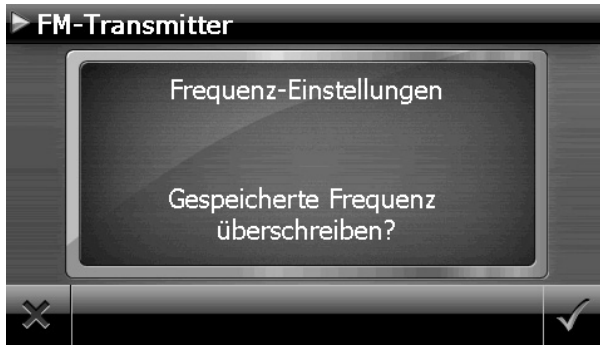 FM-Transmitter
Frequenz-Einstellungen
Gespeicherte Frequenz
überschreiben?